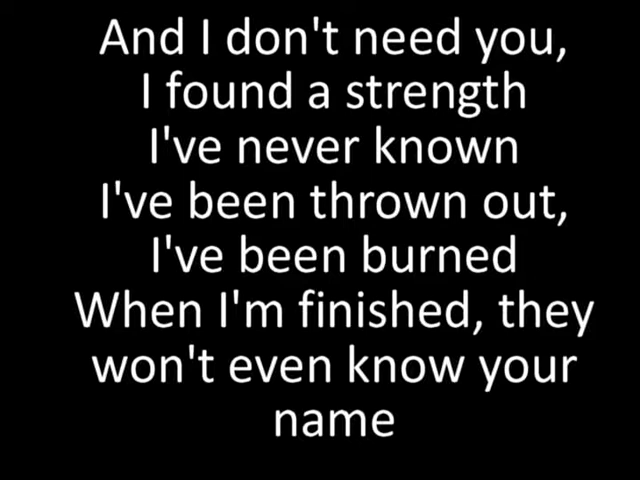 And I don't need you,
I found a strength
I've never known
I've been thrown out,
I've been burned
When I'm finished, they
won't even know your
name